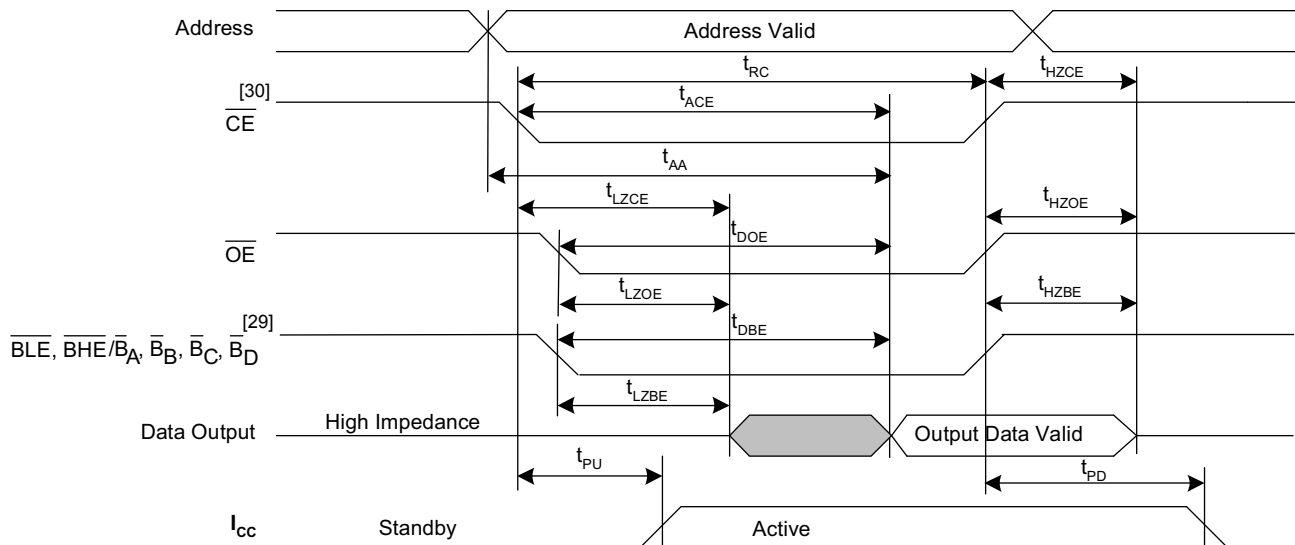 Address
Address Valid
tRC
tHZCE
[30]
CE
tACE
tAA
tLZCE
tHZOE
OE
tDOE
tLZOE
tHZBE
[29]
BLE, BHE/BA, BB, BC, BD
tDBE
tLZBE
Data Output
High Impedance
Output Data Valid
tPU
tPD
ICC
Standby
Active